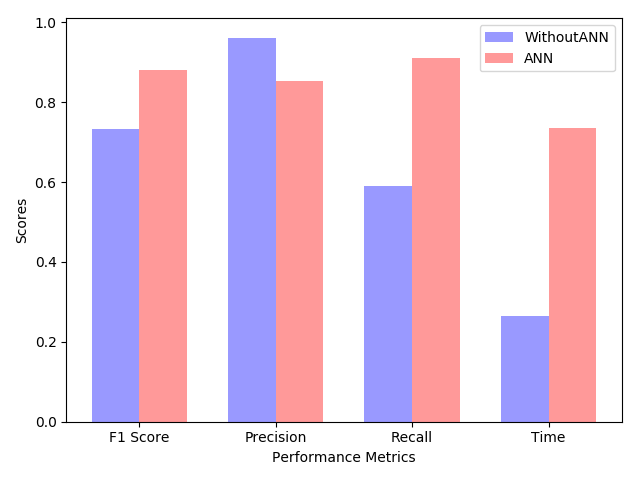 WithoutANN
ANN
1.0
0.8
0.6
0.4
0.2
0.0
Scores
F1 Score
Precision
Recall
Time
Performance Metrics